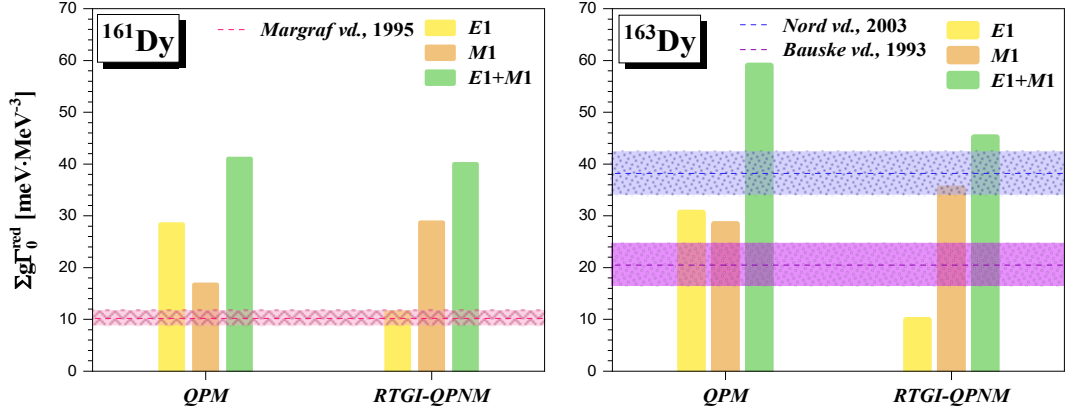 ¹⁶¹Dy
Margraf vd., 1995
E1
M1
E1+M1
ΣgΓ₀ʳᵉᵈ [meV·MeV⁻³]
70
60
50
40
30
20
10
0
QPM
RTGI-QPNM
¹⁶³Dy
Nord vd., 2003
Bauske vd., 1993
E1
M1
E1+M1
70
60
50
40
30
20
10
0
QPM
RTGI-QPNM